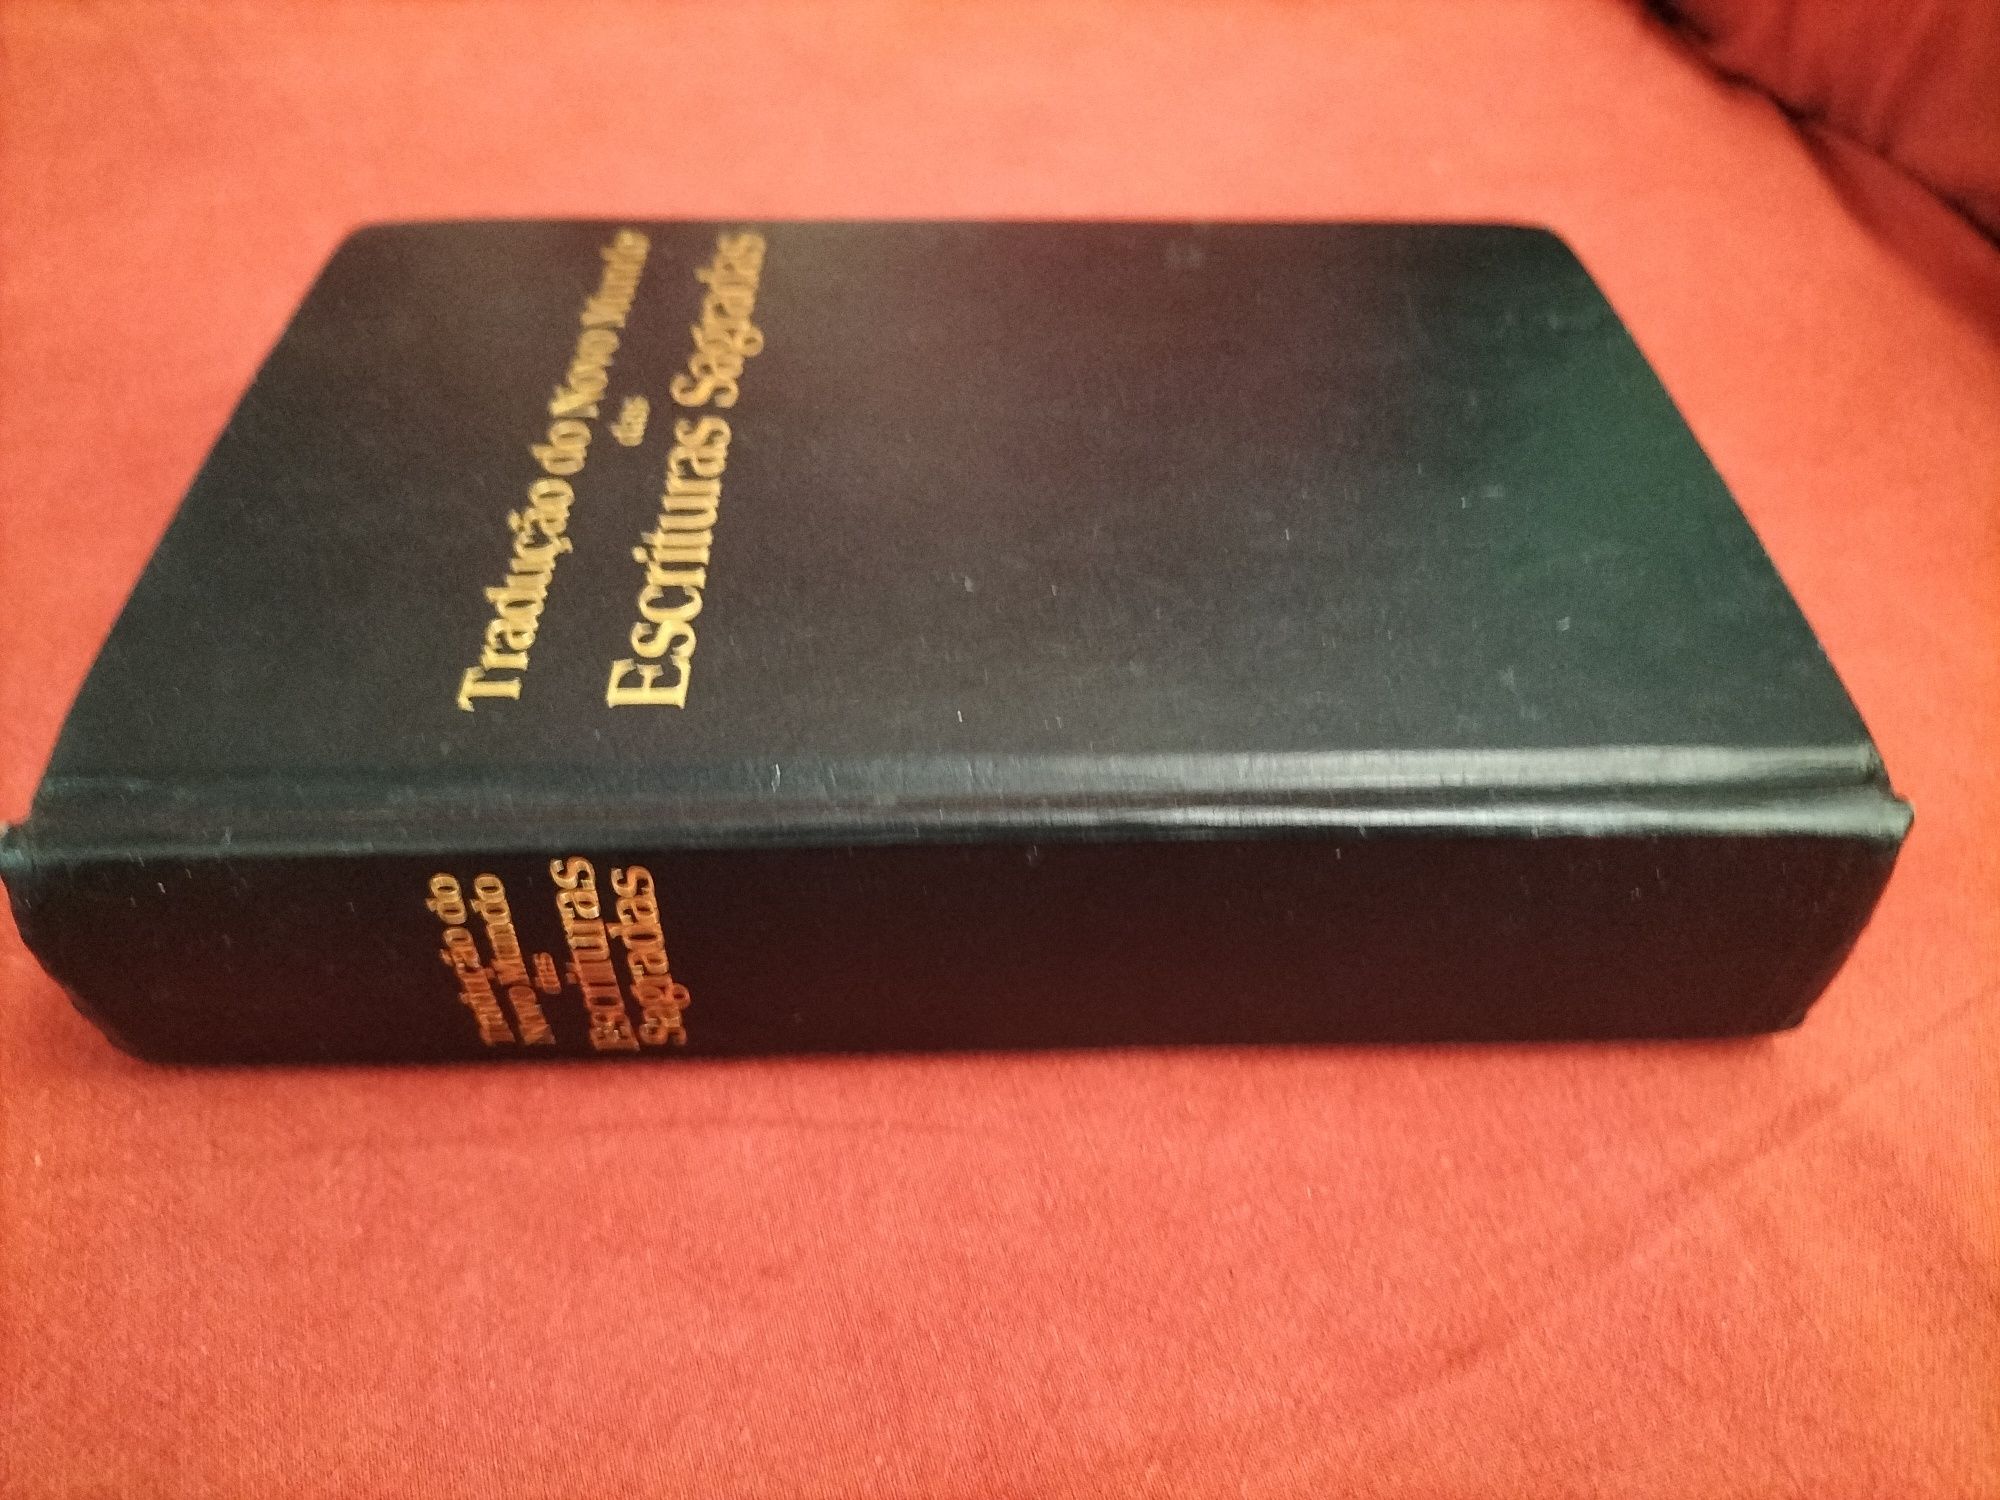 Tradução do Novo Mundo
das
Escrituras Sagradas
Tradução do
Novo Mundo
das
Escrituras
Sagradas